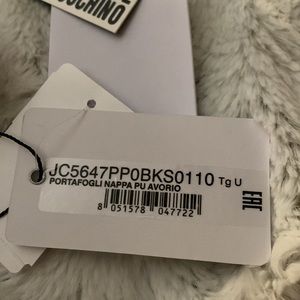 MOSCHINO
JC5647PP0BKS0110 Tg U
PORTAFOGLI NAPPA PU AVORIO
8 051578 047722
EAC